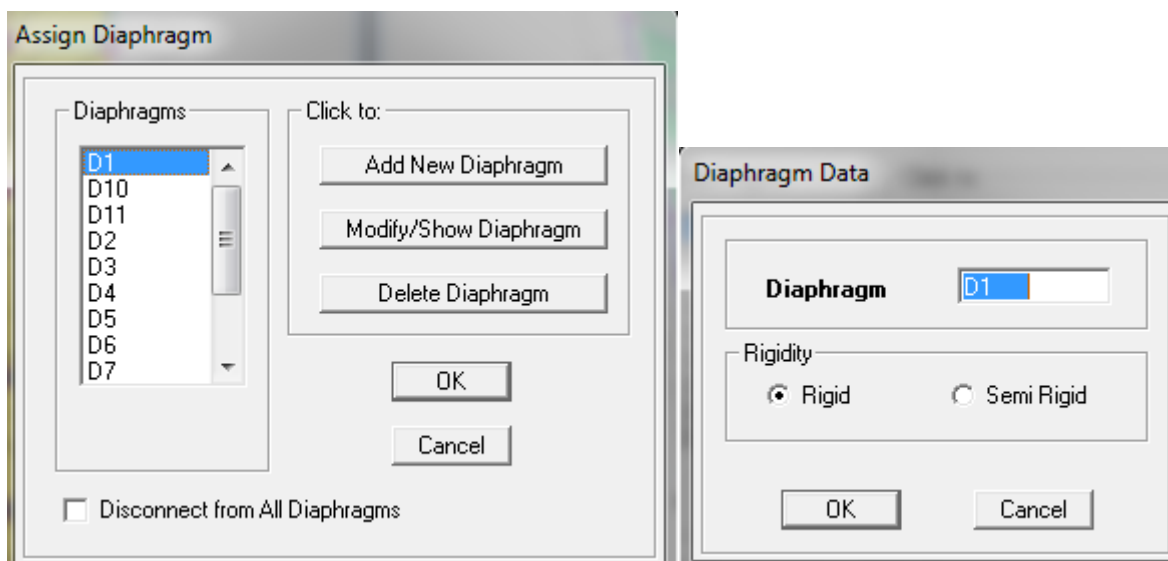 Assign Diaphragm
Diaphragms
D1
D10
D11
D2
D3
D4
D5
D6
D7
Click to:
Add New Diaphragm
Modify/Show Diaphragm
Delete Diaphragm
OK
Cancel
Disconnect from All Diaphragms
Diaphragm Data
Diaphragm D1
Rigidity
Rigid Semi Rigid
OK Cancel